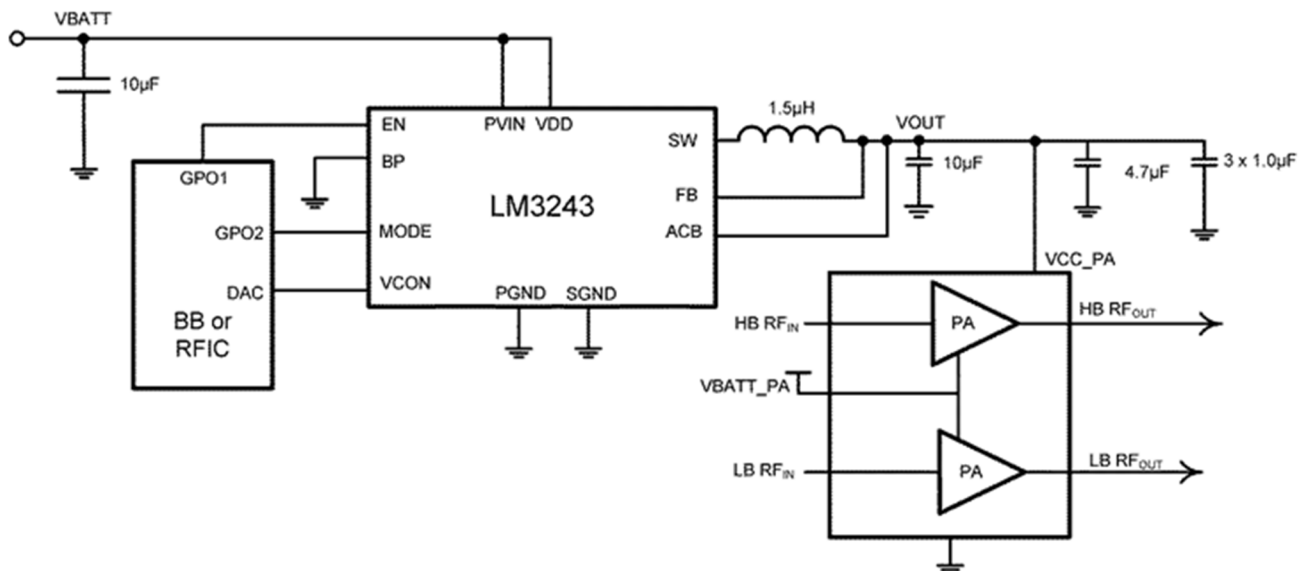 VBATT
10µF
1.5µH
EN
PVIN
VDD
SW
VOUT
BP
10µF
4.7µF
3 x 1.0µF
GPO1
LM3243
FB
GPO2
MODE
ACB
VCC_PA
DAC
VCON
PGND
SGND
BB or
RFIC
HB RFIN
PA
HB RFOUT
VBATT_PA
LB RFIN
PA
LB RFOUT